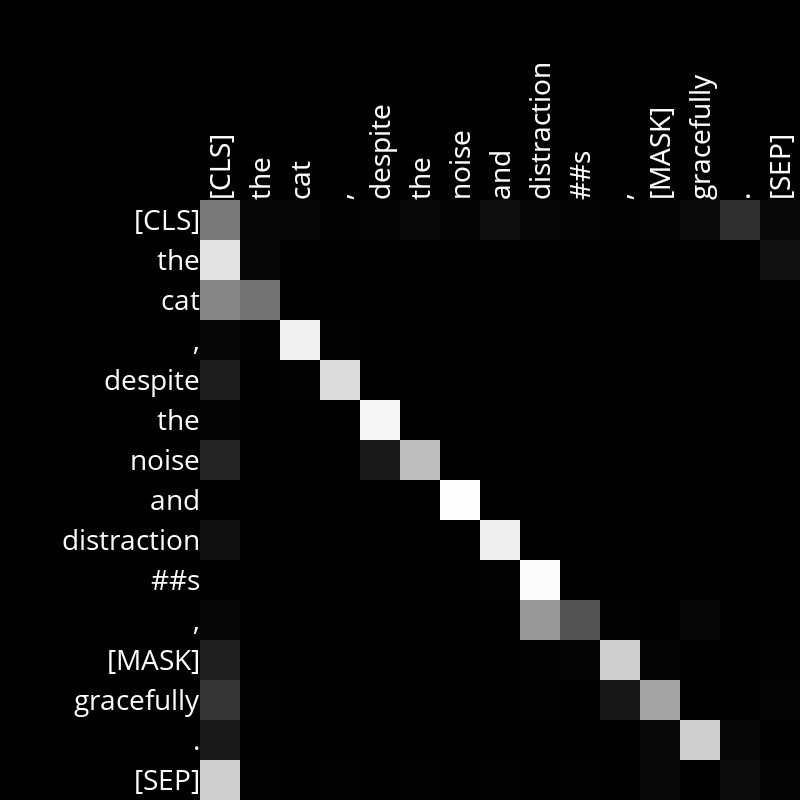 [CLS] the cat , despite the noise and distraction ##s , [MASK] gracefully . [SEP]
[CLS]
the
cat
,
despite
the
noise
and
distraction
##s
,
[MASK]
gracefully
.
[SEP]